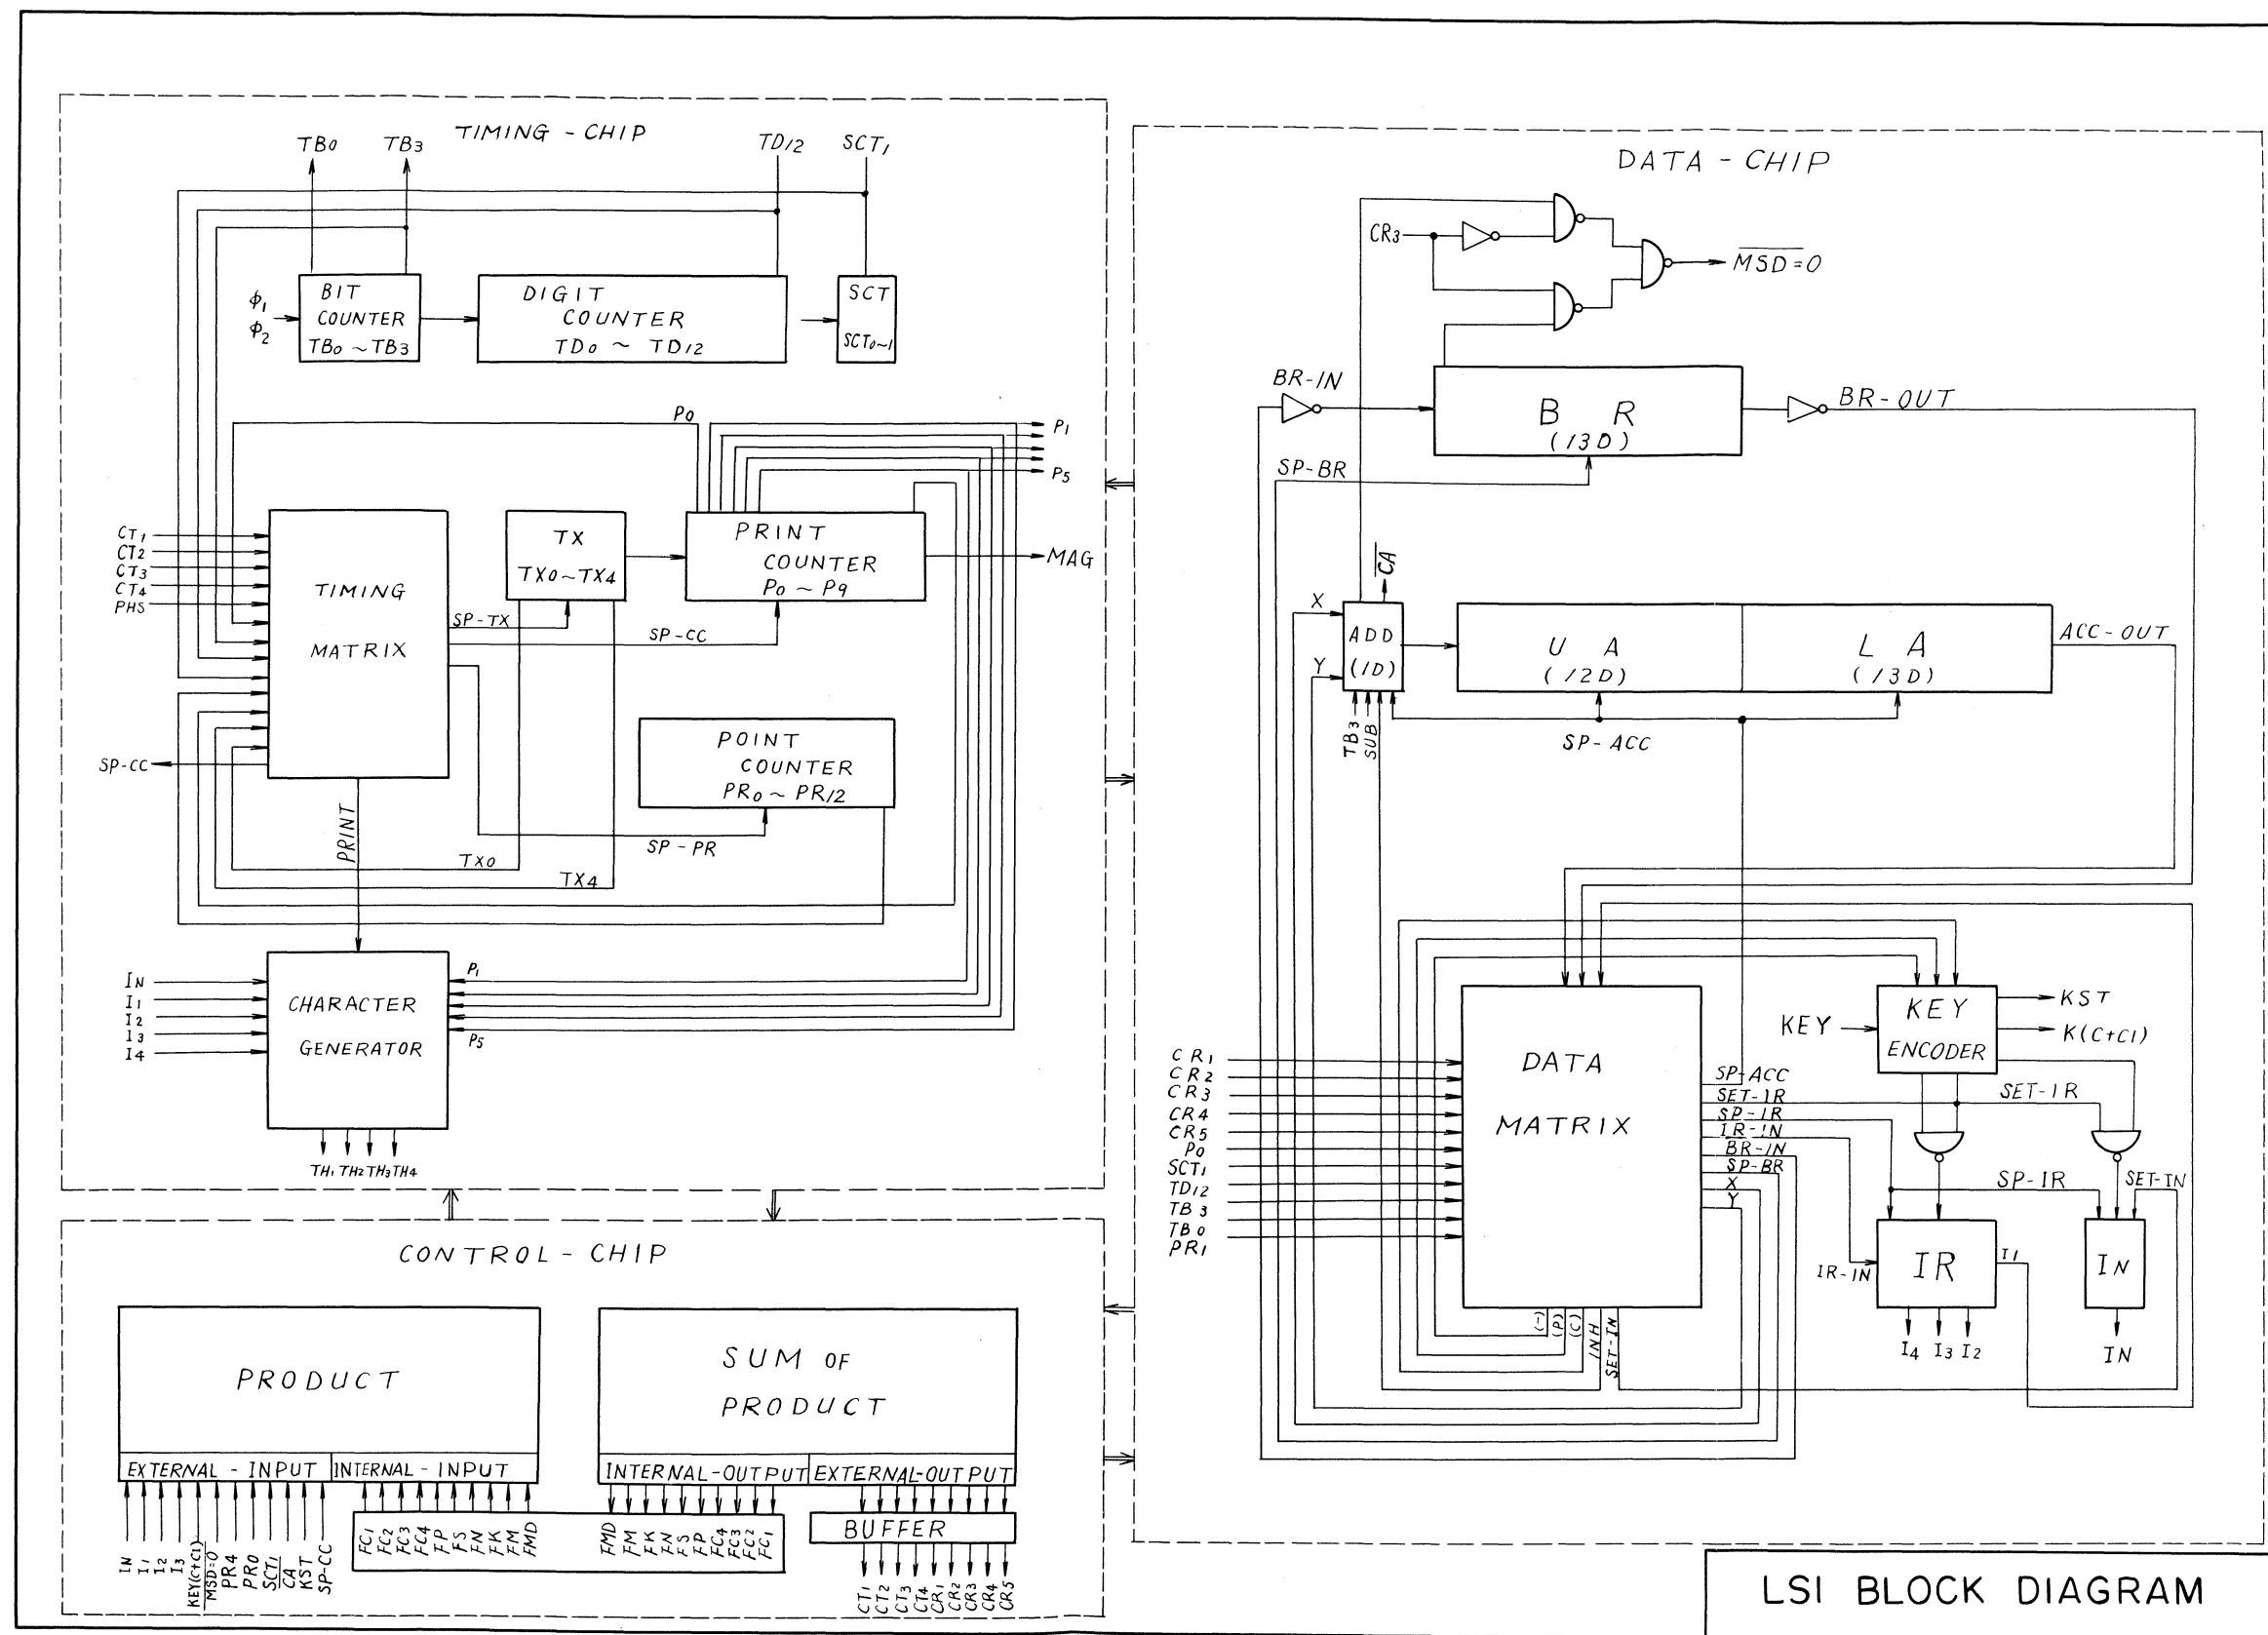 TIMING - CHIP
TB0
TB3
TD12
SCT1
ϕ1
ϕ2
BIT
COUNTER
TB0 ~ TB3
DIGIT
COUNTER
TD0 ~ TD12
SCT
SCT0~1
P0
P1
P5
CT1
CT2
CT3
CT4
PHS
TIMING
MATRIX
TX
TX0~TX4
PRINT
COUNTER
P0 ~ P9
MAG
SP-TX
SP-CC
POINT
COUNTER
PR0 ~ PR12
SP-CC
PRINT
SP-PR
TX0
TX4
IN
I1
I2
I3
I4
CHARACTER
GENERATOR
P1
P5
TH1 TH2 TH3 TH4
CONTROL - CHIP
PRODUCT
EXTERNAL - INPUT
INTERNAL - INPUT
SUM OF
PRODUCT
INTERNAL-OUTPUT
EXTERNAL-OUTPUT
BUFFER
IN
I1
I2
I3
KEY(C+CI)
MSD=0
PR4
PR0
SCT1
CA
KST
SP-CC
FC1
FC2
FC3
FC4
FP
FS
FN
FK
FM
FMD
FMD
FM
FK
FN
FS
FP
FC4
FC3
FC2
FC1
CT1
CT2
CT3
CT4
CR1
CR2
CR3
CR4
CR5
DATA - CHIP
CR3
MSD=0
BR-IN
B R
(13D)
BR-OUT
SP-BR
CA
X
Y
ADD
(1D)
U A
(12D)
L A
(13D)
ACC-OUT
TB3
SUB
SP-ACC
CR1
CR2
CR3
CR4
CR5
P0
SCT1
TD12
TB3
TB0
PR1
DATA
MATRIX
SP-ACC
SET-IR
SP-IR
IR-IN
BR-IN
SP-BR
X
Y
(-)
(P)
(C)
INH
SET-IN
KEY
KEY
ENCODER
KST
K(C+CI)
SET-IR
SP-IR
SET-IN
IR-IN
IR
I1
IN
I4 I3 I2
IN
LSI BLOCK DIAGRAM